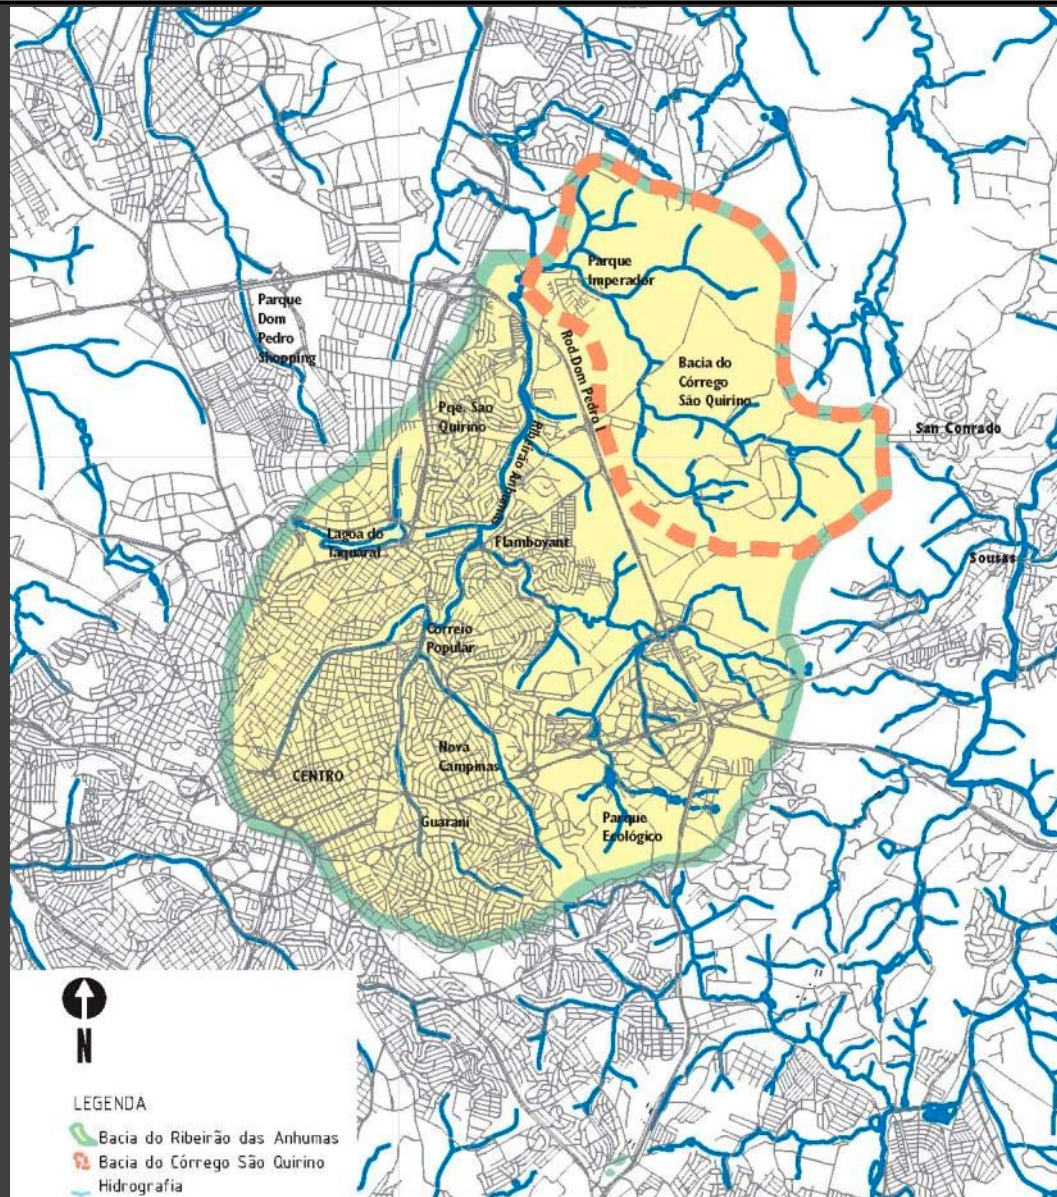 Parque
Imperador
Parque
Dom
Pedro
Shopping
Rod.Dom Pedro I
Bacia do
Córrego
São Quirino
Pqe. Sao
Quirino
Ribeirão Anhumas
San Conrado
Lagoa do
Taquaral
Flamboyant
Sousas
Correio
Popular
Nova
Campinas
CENTRO
Guarani
Parque
Ecológico
N
LEGENDA
Bacia do Ribeirão das Anhumas
Bacia do Córrego São Quirino
Hidrografia